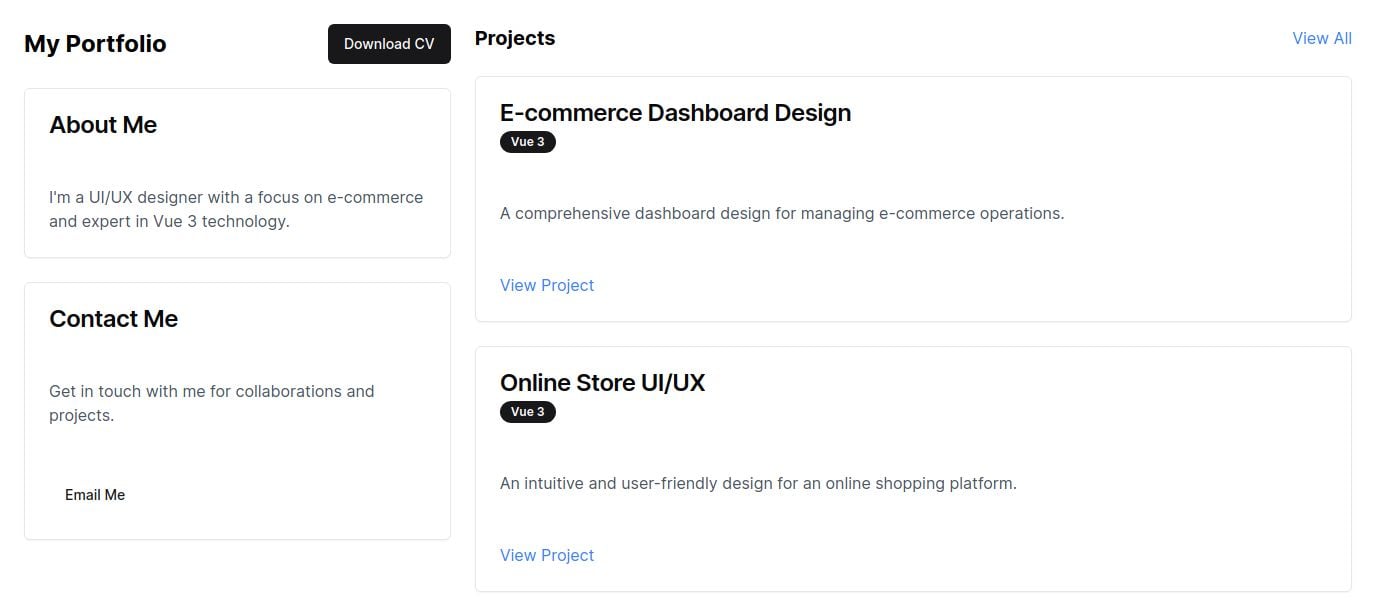 My Portfolio
Download CV
About Me
I'm a UI/UX designer with a focus on e-commerce
and expert in Vue 3 technology.
Contact Me
Get in touch with me for collaborations and
projects.
Email Me
Projects
View All
E-commerce Dashboard Design
Vue 3
A comprehensive dashboard design for managing e-commerce operations.
View Project
Online Store UI/UX
Vue 3
An intuitive and user-friendly design for an online shopping platform.
View Project